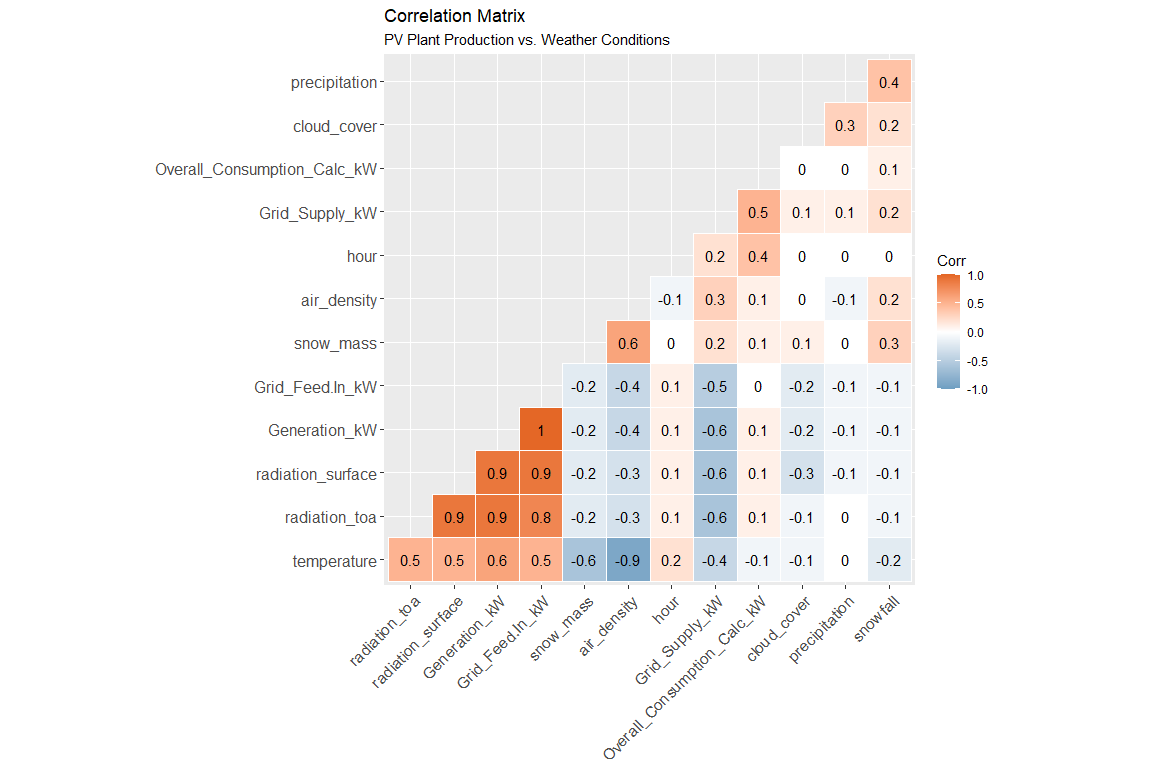 Correlation Matrix
PV Plant Production vs. Weather Conditions
precipitation 0.4
cloud_cover 0.3 0.2
Overall_Consumption_Calc_kW 0 0 0.1
Grid_Supply_kW 0.5 0.1 0.1 0.2
hour 0.2 0.4 0 0 0
air_density -0.1 0.3 0.1 0 -0.1 0.2
snow_mass 0.6 0 0.2 0.1 0.1 0 0.3
Grid_Feed.In_kW -0.2 -0.4 0.1 -0.5 0 -0.2 -0.1 -0.1
Generation_kW 1 -0.2 -0.4 0.1 -0.6 0.1 -0.2 -0.1 -0.1
radiation_surface 0.9 0.9 -0.2 -0.3 0.1 -0.6 0.1 -0.3 -0.1 -0.1
radiation_toa 0.9 0.9 0.8 -0.2 -0.3 0.1 -0.6 0.1 -0.1 0 -0.1
temperature 0.5 0.5 0.6 0.5 -0.6 -0.9 0.2 -0.4 -0.1 -0.1 0 -0.2
radiation_toa
radiation_surface
Generation_kW
Grid_Feed.In_kW
snow_mass
air_density
hour
Grid_Supply_kW
Overall_Consumption_Calc_kW
cloud_cover
precipitation
snowfall
Corr
1.0
0.5
0.0
-0.5
-1.0